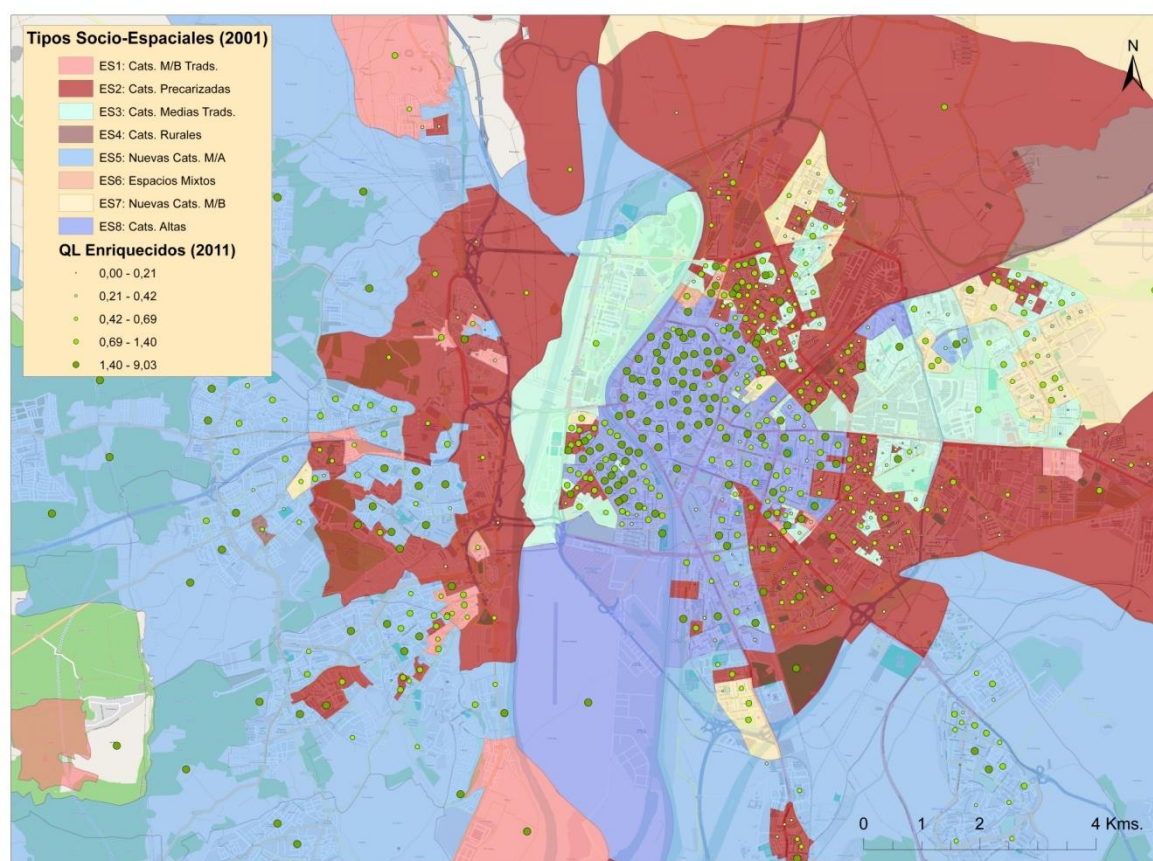 Tipos Socio-Espaciales (2001)
ES1: Cats. M/B Trads.
ES2: Cats. Precarizadas
ES3: Cats. Medias Trads.
ES4: Cats. Rurales
ES5: Nuevas Cats. M/A
ES6: Espacios Mixtos
ES7: Nuevas Cats. M/B
ES8: Cats. Altas
QL Enriquecidos (2011)
0,00 - 0,21
0,21 - 0,42
0,42 - 0,69
0,69 - 1,40
1,40 - 9,03
N
0 1 2 4 Kms.